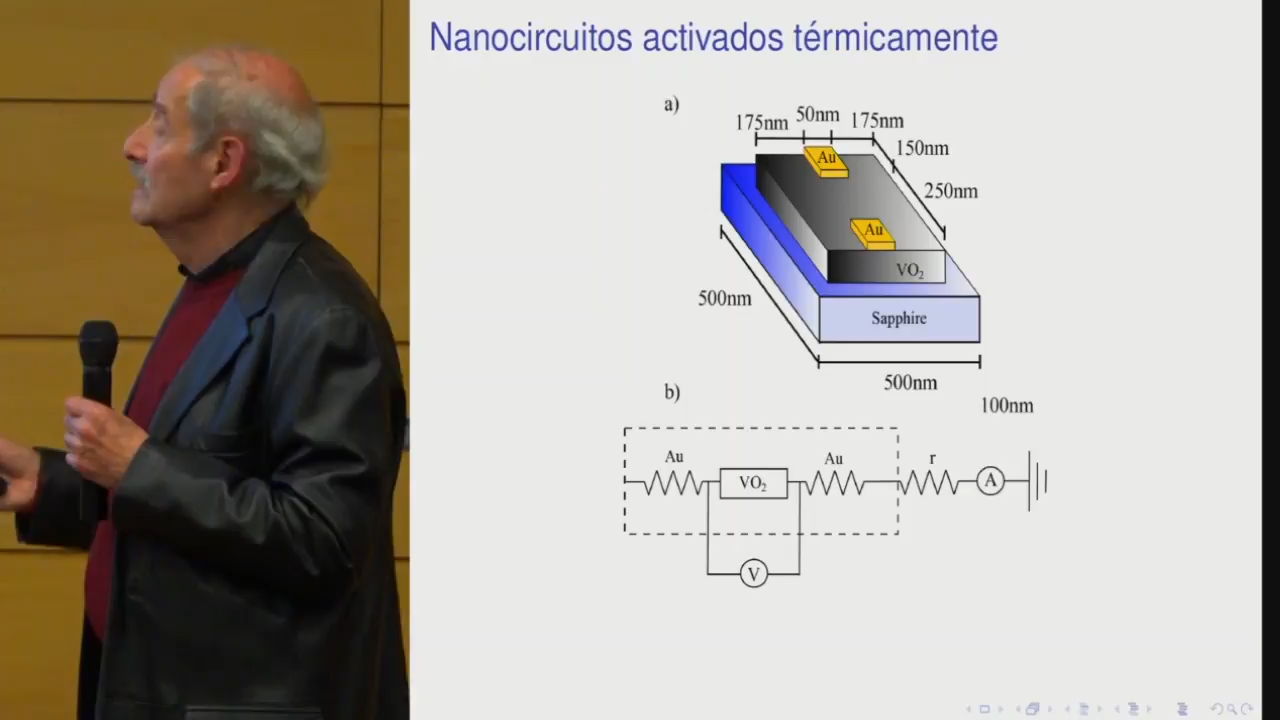 Nanocircuitos activados térmicamente
a)
175nm 50nm 175nm
150nm
250nm
Au
Au
VO₂
500nm
Sapphire
500nm
100nm
b)
Au
VO₂
Au
r
A
V